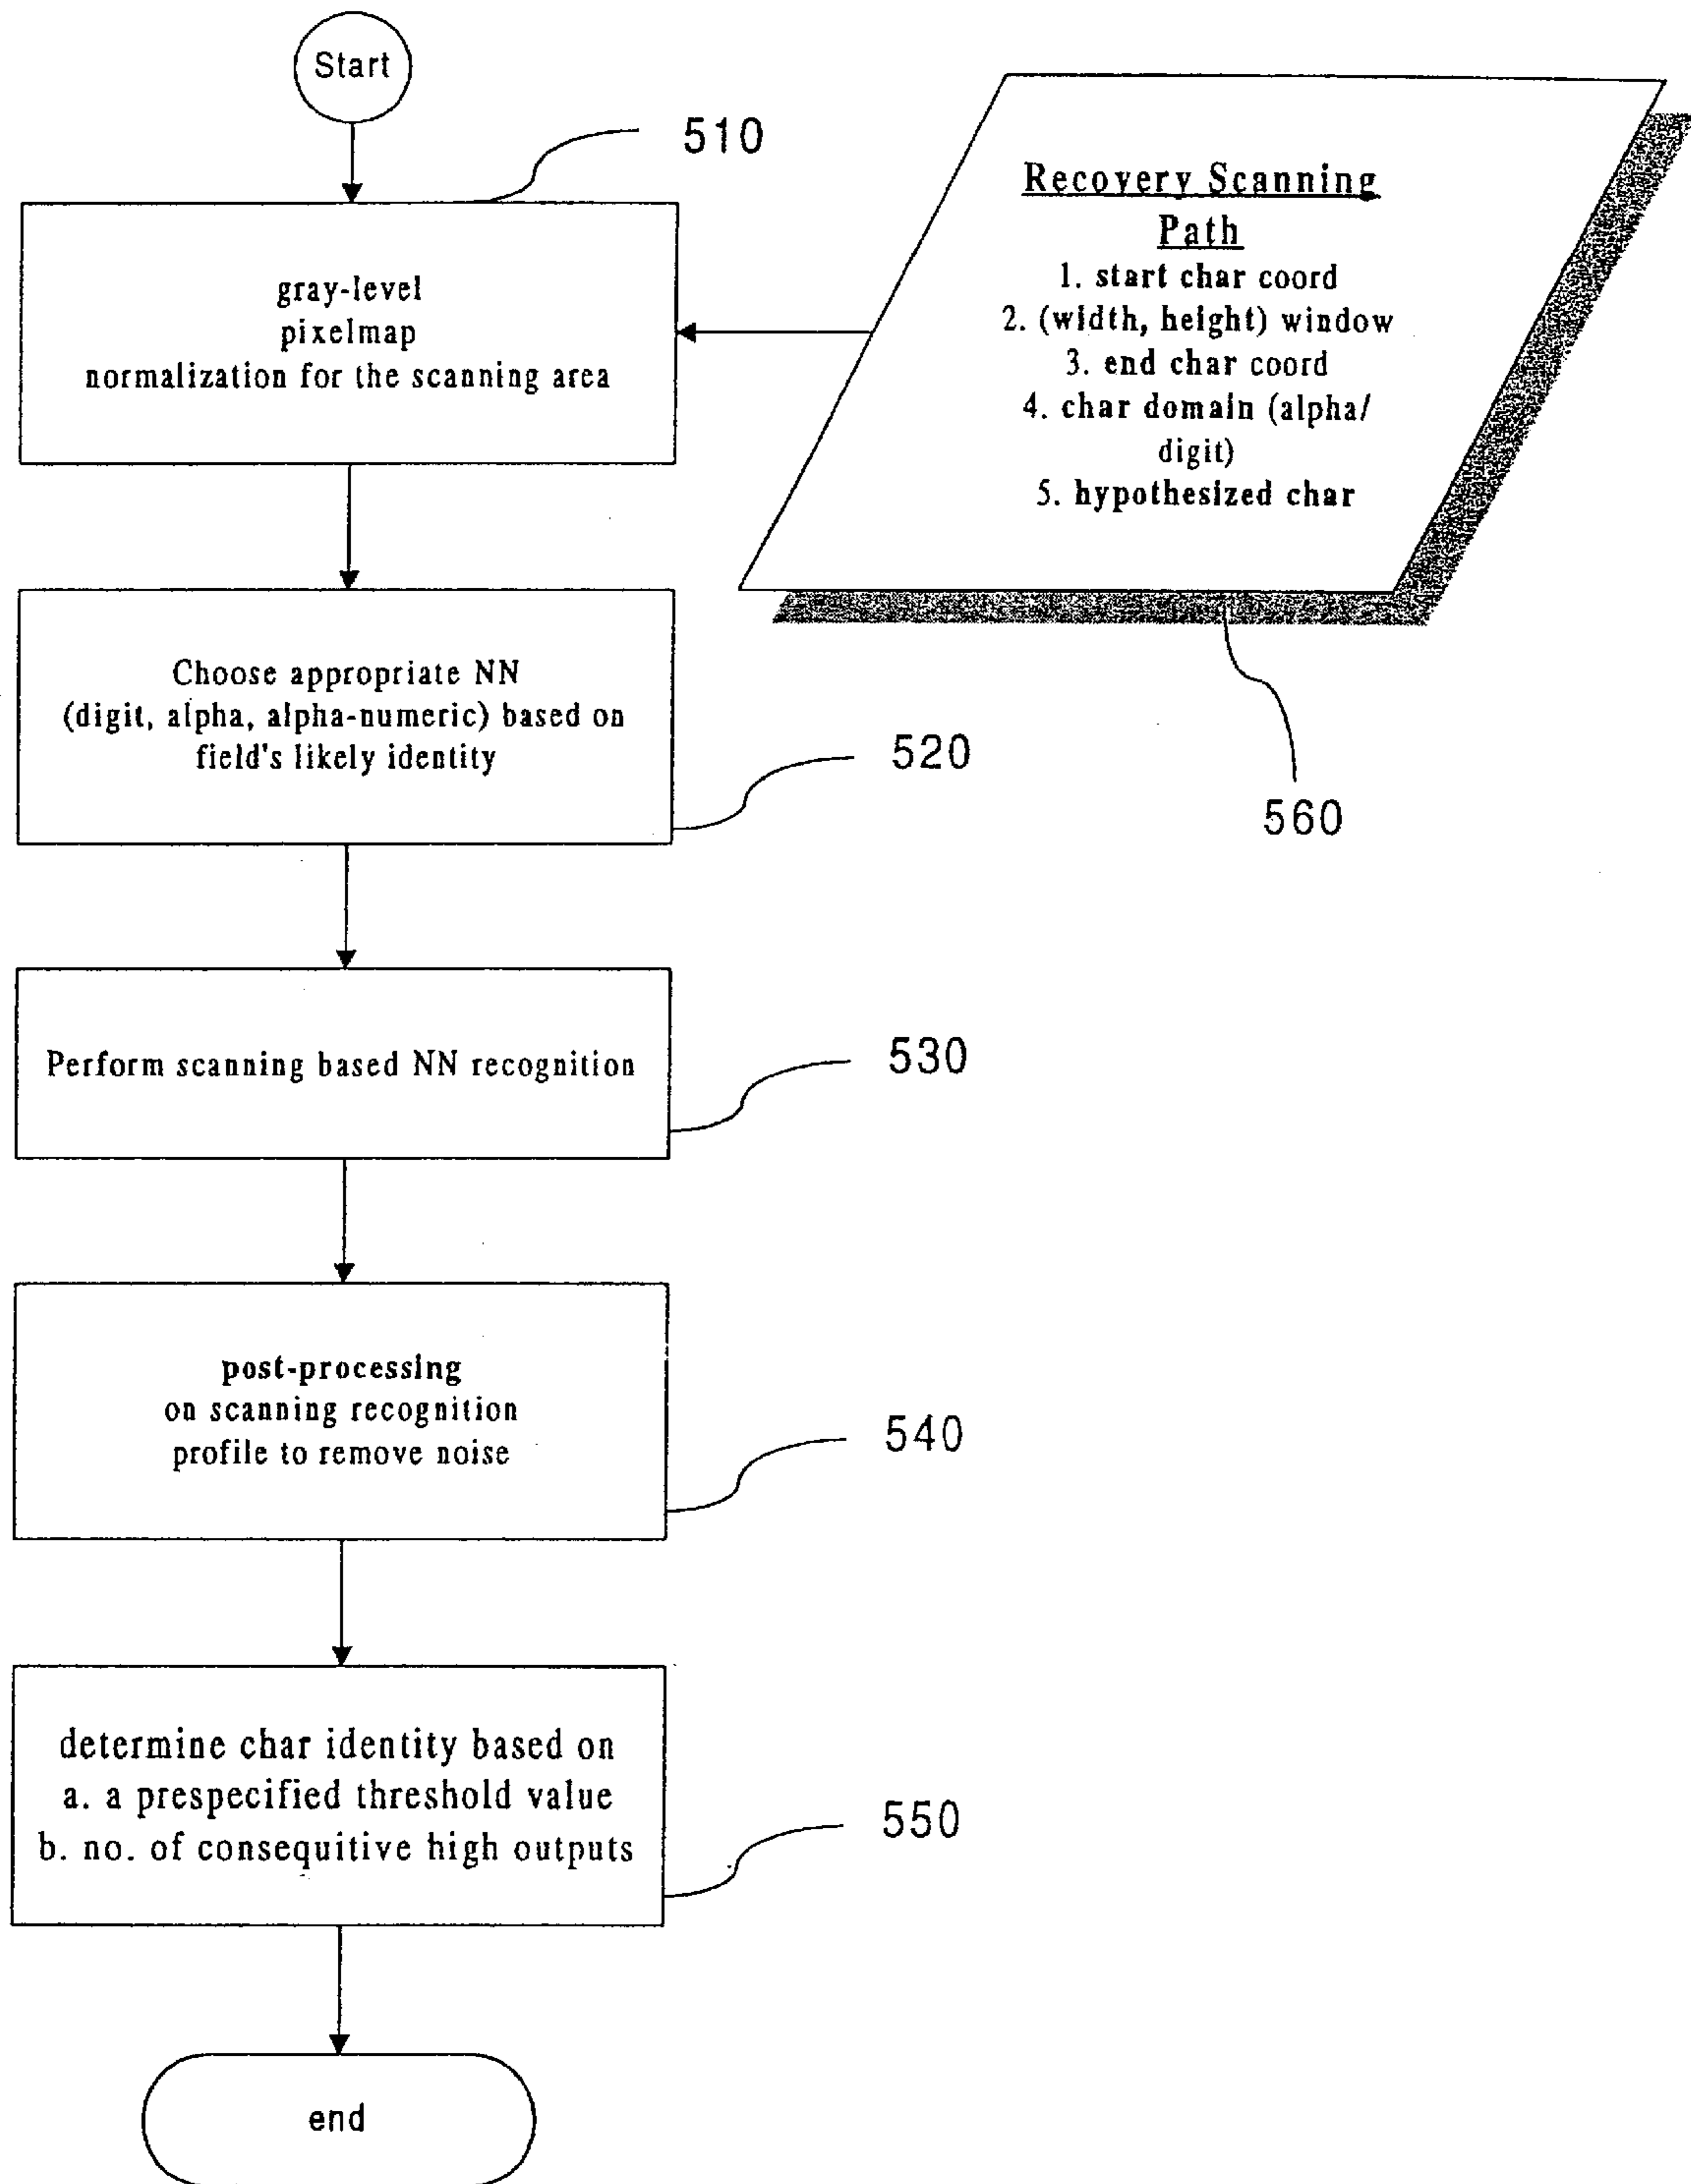 Start
510
Recovery Scanning
Path
1. start char coord
2. (width, height) window
3. end char coord
4. char domain (alpha/
digit)
5. hypothesized char
560
gray-level
pixelmap
normalization for the scanning area
Choose appropriate NN
(digit, alpha, alpha-numeric) based on
field's likely identity
520
Perform scanning based NN recognition
530
post-processing
on scanning recognition
profile to remove noise
540
determine char identity based on
a. a prespecified threshold value
b. no. of consequitive high outputs
550
end